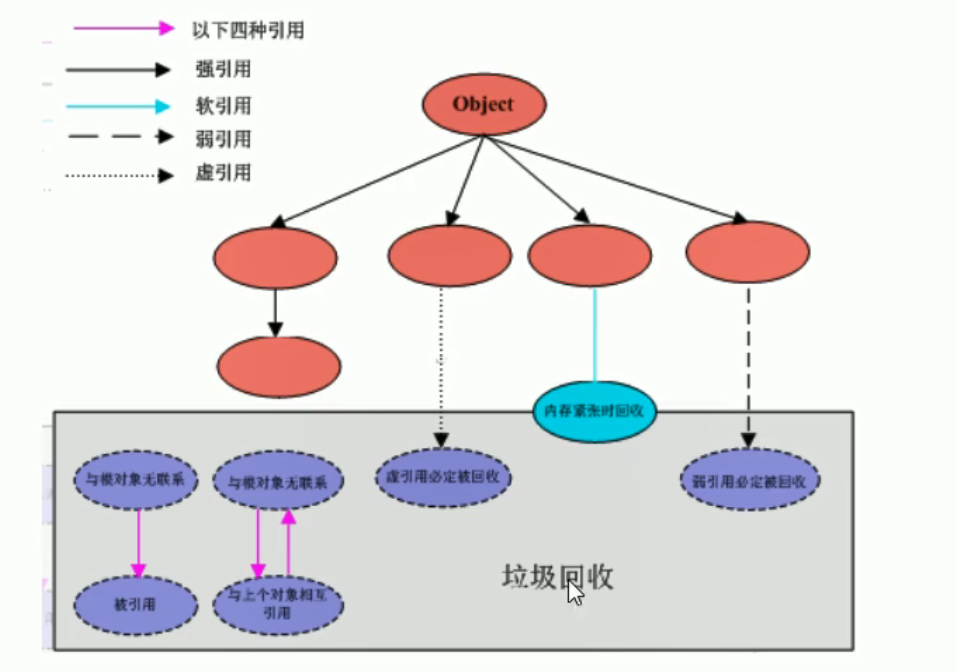 以下四种引用
强引用
软引用
弱引用
虚引用
Object
内存紧张时回收
与根对象无联系
与根对象无联系
虚引用必定被回收
弱引用必定被回收
被引用
与上个对象相互
引用
垃圾回收